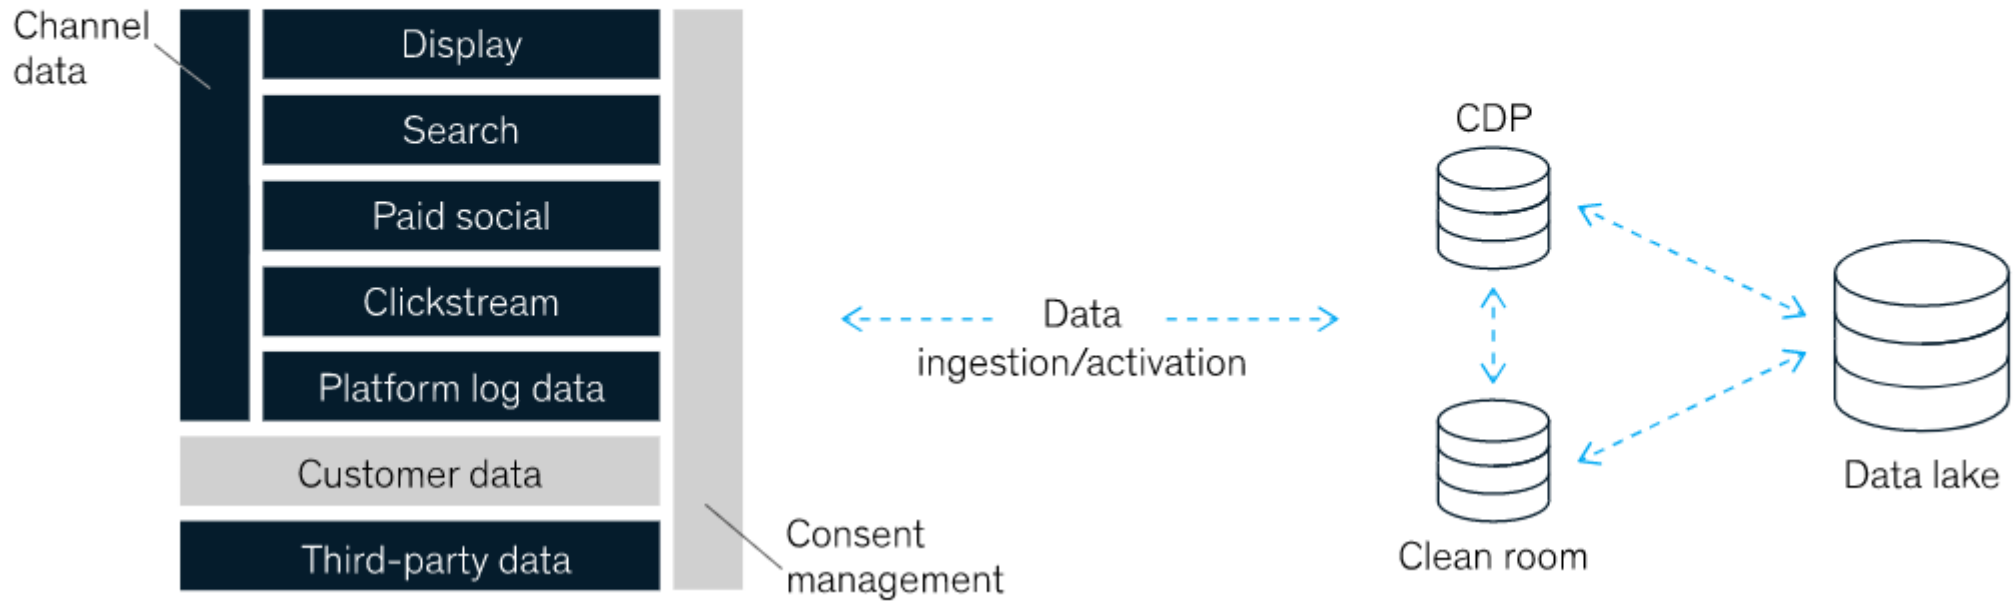 Channel
data
Display
Search
Paid social
Clickstream
Platform log data
Customer data
Third-party data
Consent
management
Data
ingestion/activation
CDP
Clean room
Data lake